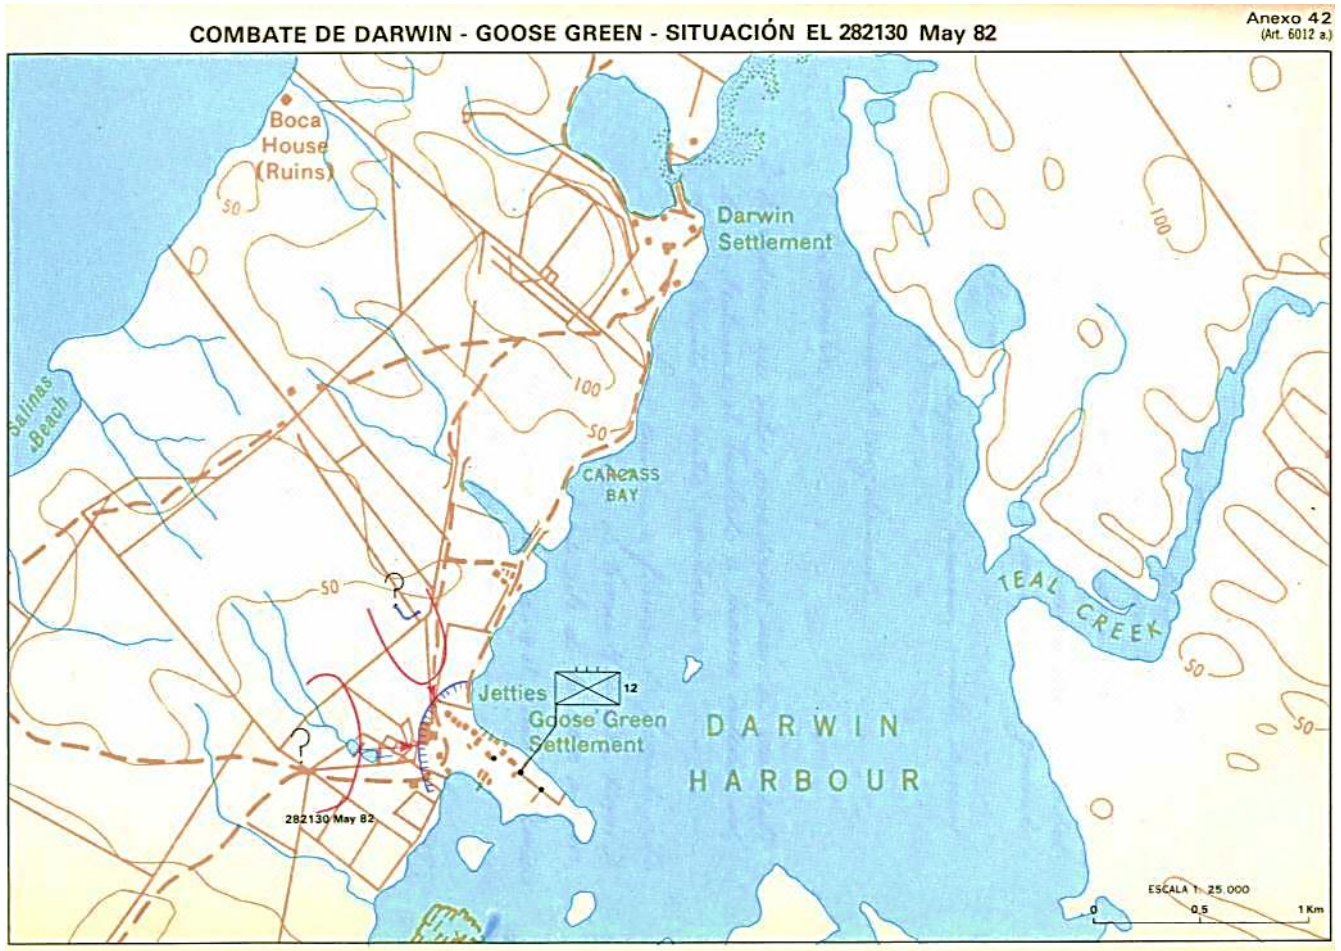 COMBATE DE DARWIN - GOOSE GREEN - SITUACIÓN EL 282130 May 82
Anexo 42
(Art. 6012 a.)
Boca
House
(Ruins)
50
Darwin
Settlement
100
100
50
Salinas
Beach
CARCASS
BAY
TEAL CREEK
50
?
50
50
Jetties
12
Goose Green
Settlement
DARWIN
HARBOUR
?
282130 May 82
ESCALA 1: 25.000
0 0,5 1 Km